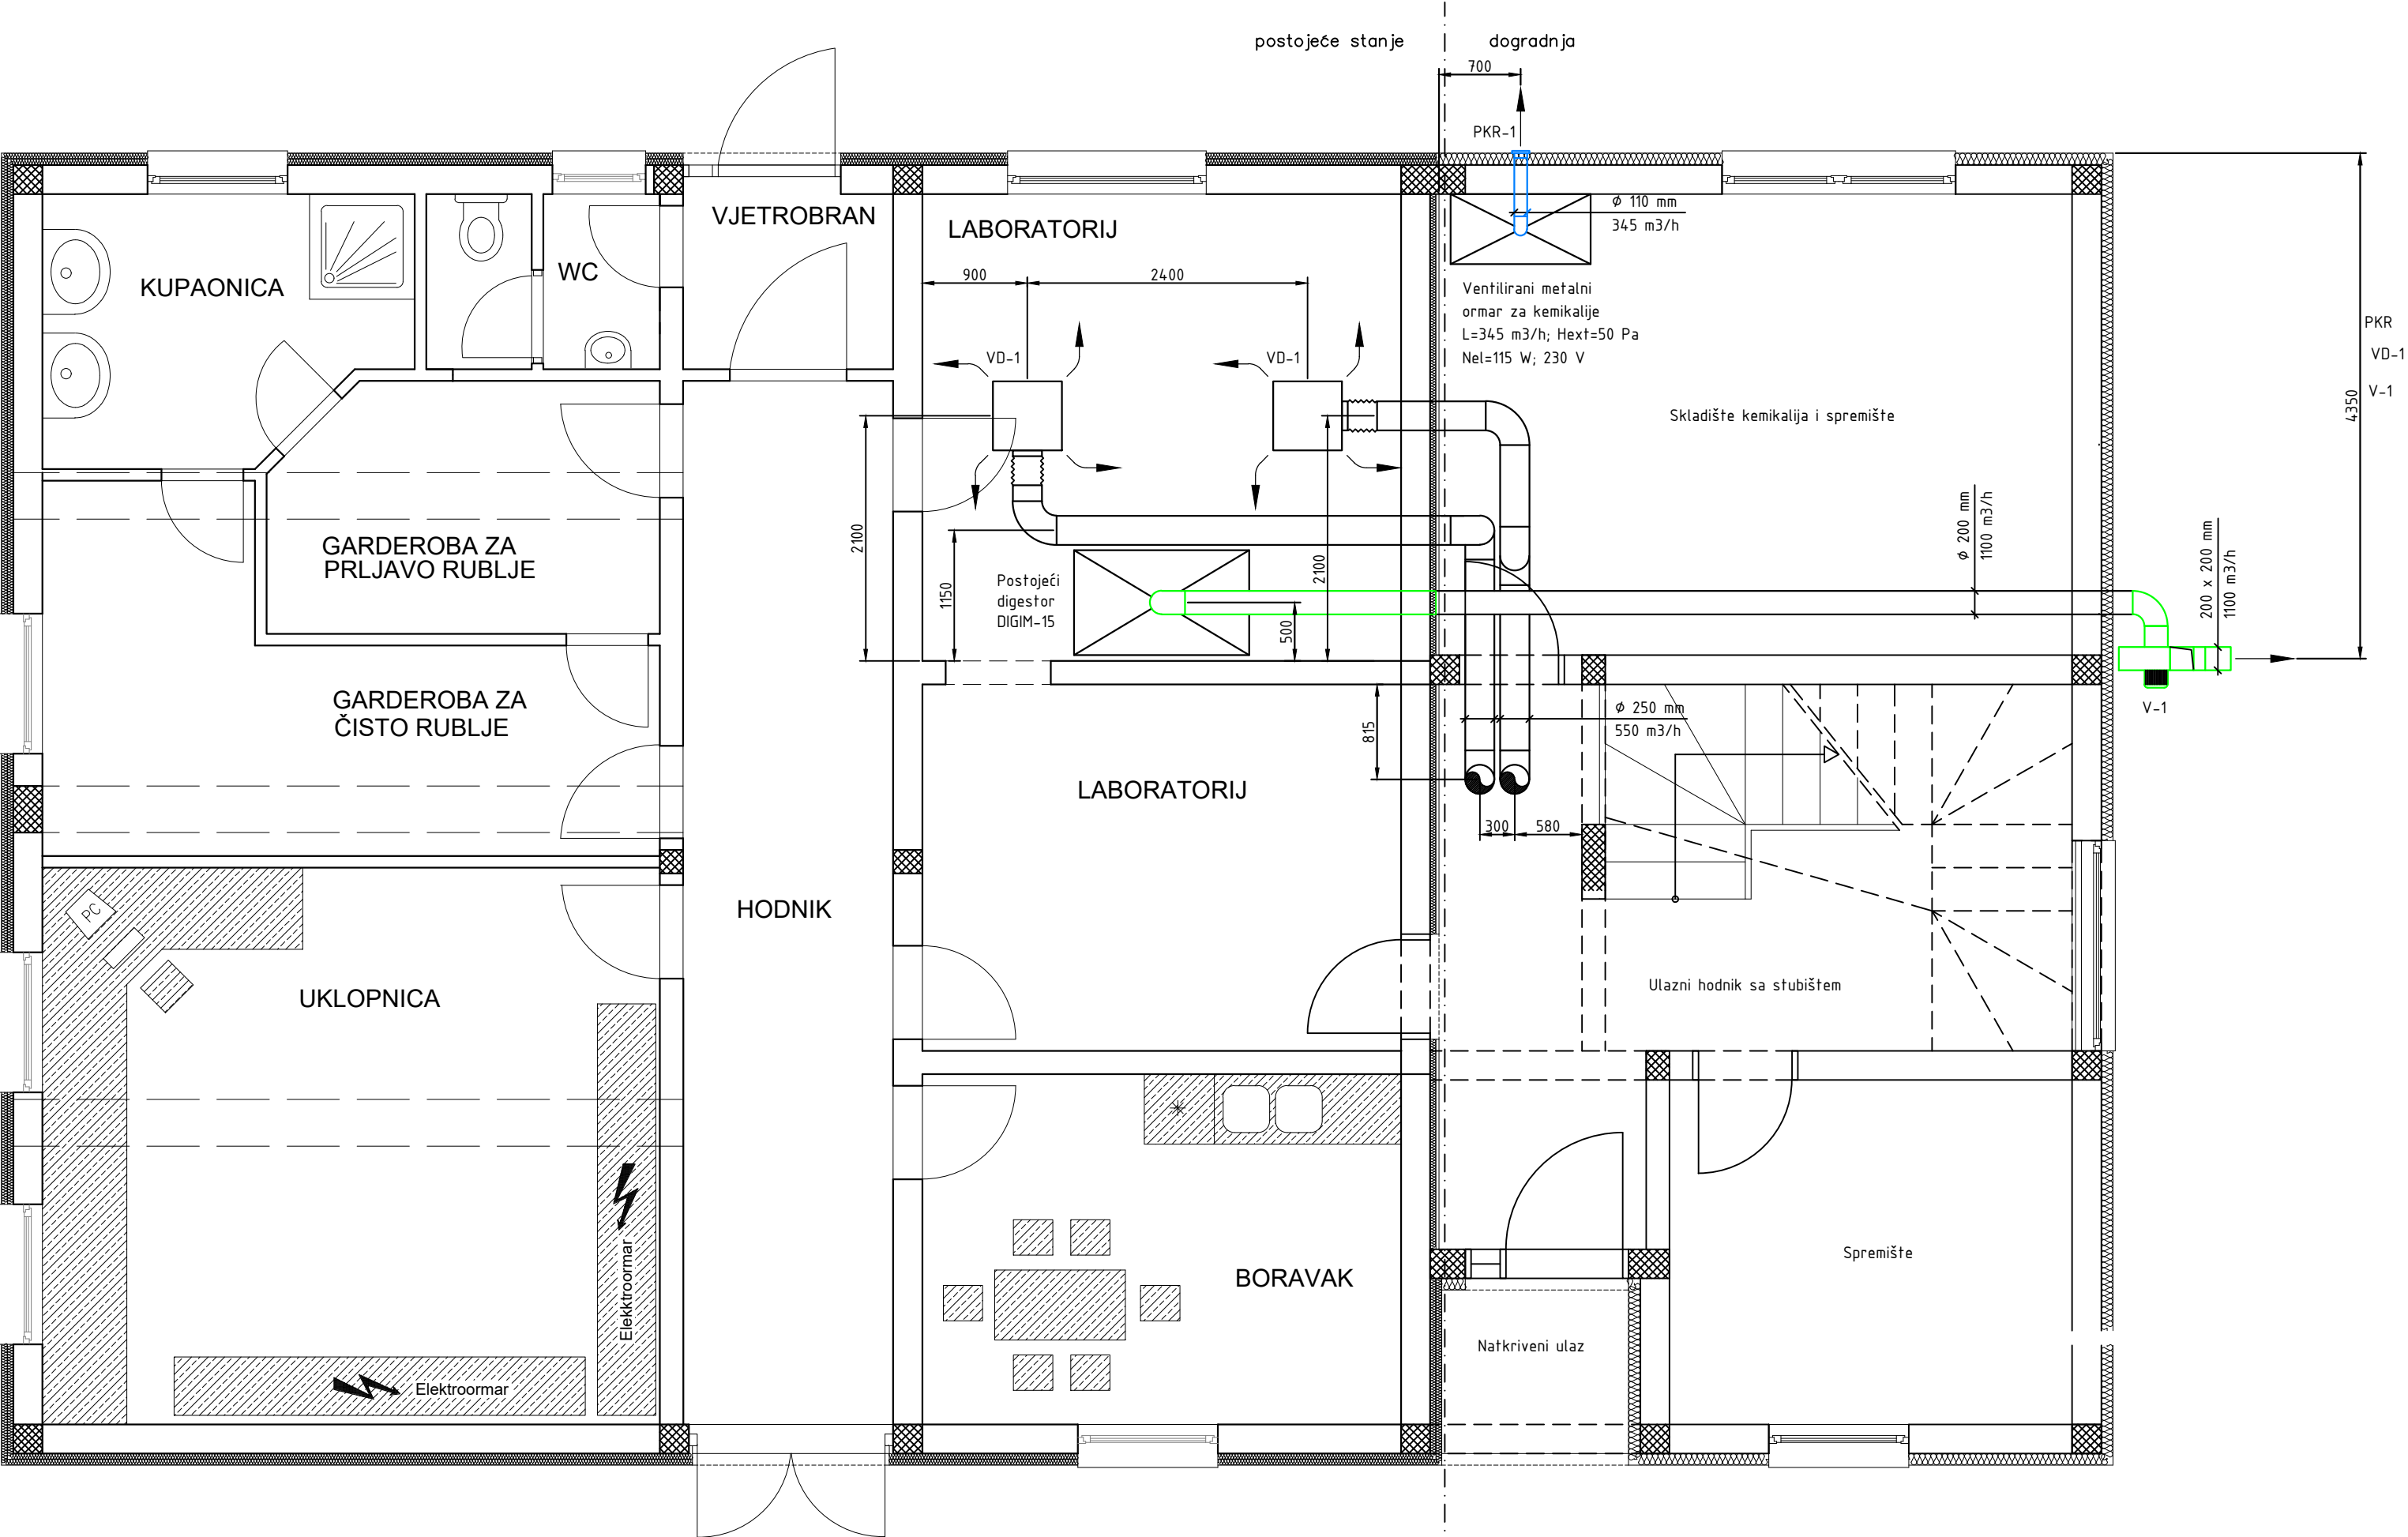 postojeće stanje
dogradnja
700
PKR-1
VJETROBRAN
LABORATORIJ
ϕ 110 mm
345 m3/h
KUPAONICA
WC
900
2400
Ventilirani metalni
ormar za kemikalije
L=345 m3/h; Hext=50 Pa
Nel=115 W; 230 V
PKR
VD-1
V-1
VD-1
VD-1
4350
Skladište kemikalija i spremište
GARDEROBA ZA
PRLJAVO RUBLJE
2100
1150
2100
500
Postojeći
digestor
DIGIM-15
ϕ 200 mm
1100 m3/h
200 x 200 mm
1100 m3/h
V-1
GARDEROBA ZA
ČISTO RUBLJE
815
ϕ 250 mm
550 m3/h
LABORATORIJ
300
580
PC
HODNIK
UKLOPNICA
Ulazni hodnik sa stubištem
Elekktroormar
Spremište
BORAVAK
Natkriveni ulaz
Elektroormar